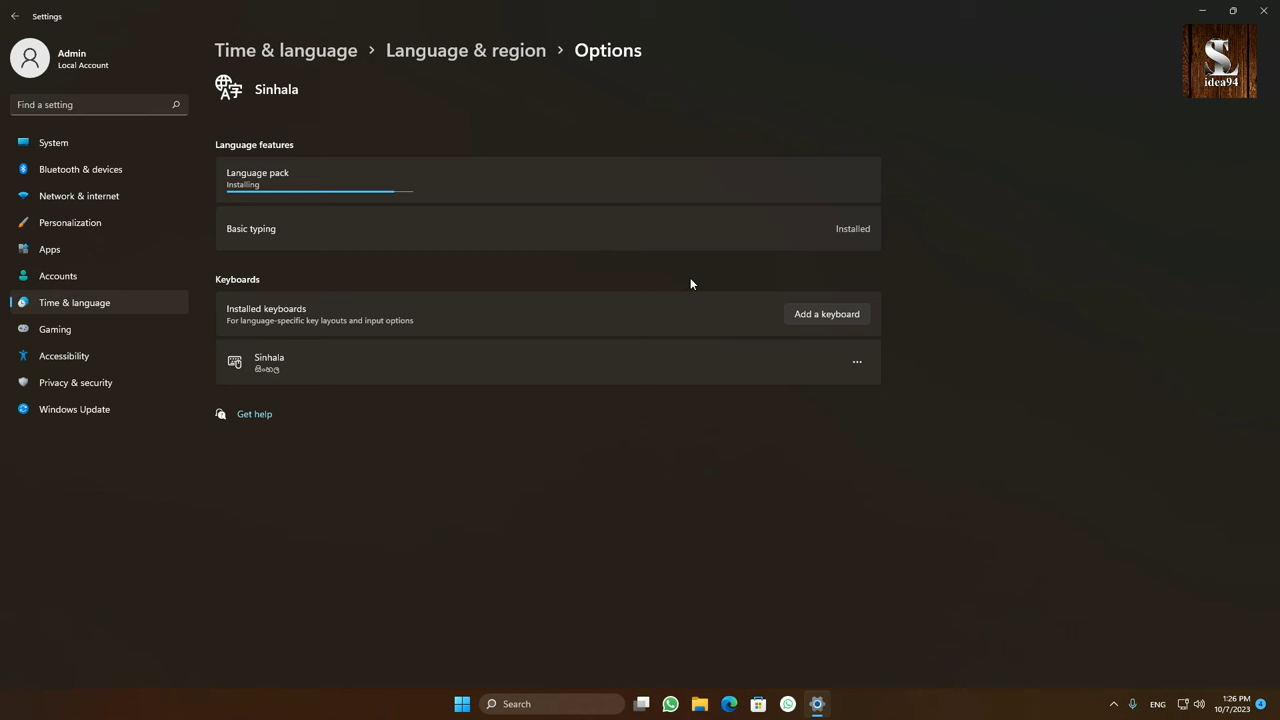 Settings
Admin
Local Account
Find a setting
System
Bluetooth & devices
Network & internet
Personalization
Apps
Accounts
Time & language
Gaming
Accessibility
Privacy & security
Windows Update
Time & language > Language & region > Options
Sinhala
Language features
Language pack
Installing
Basic typing Installed
Keyboards
Installed keyboards
For language-specific key layouts and input options
Add a keyboard
Sinhala
සිංහල
Get help
SL
idea94
Search
ENG
1:26 PM
10/7/2023
4